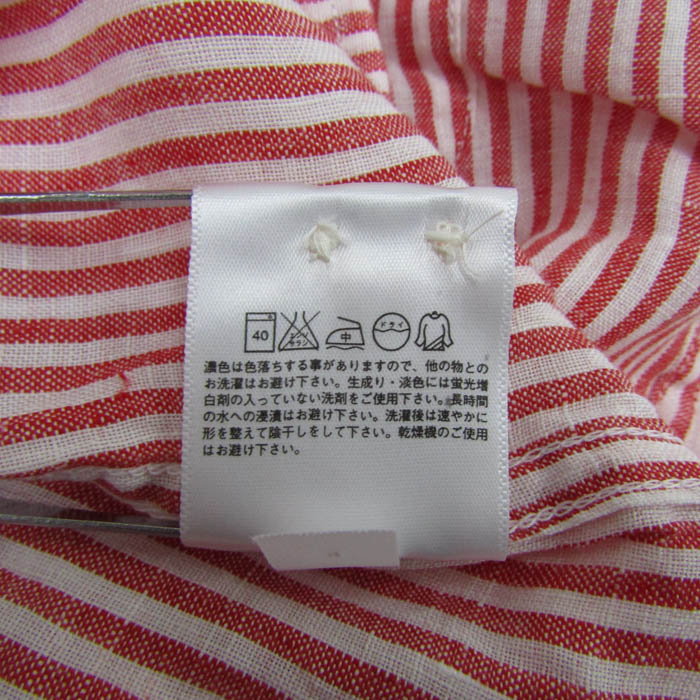 40 エンソ サラシ 中 ドライ
濃色は色落ちする事がありますので、他の物との
お洗濯はお避け下さい。生成り・淡色には蛍光増
白剤の入っていない洗剤をご使用下さい。長時間
の水への浸漬はお避け下さい。洗濯後は速やかに
形を整えて陰干しをして下さい。乾燥機のご使用
はお避け下さい。